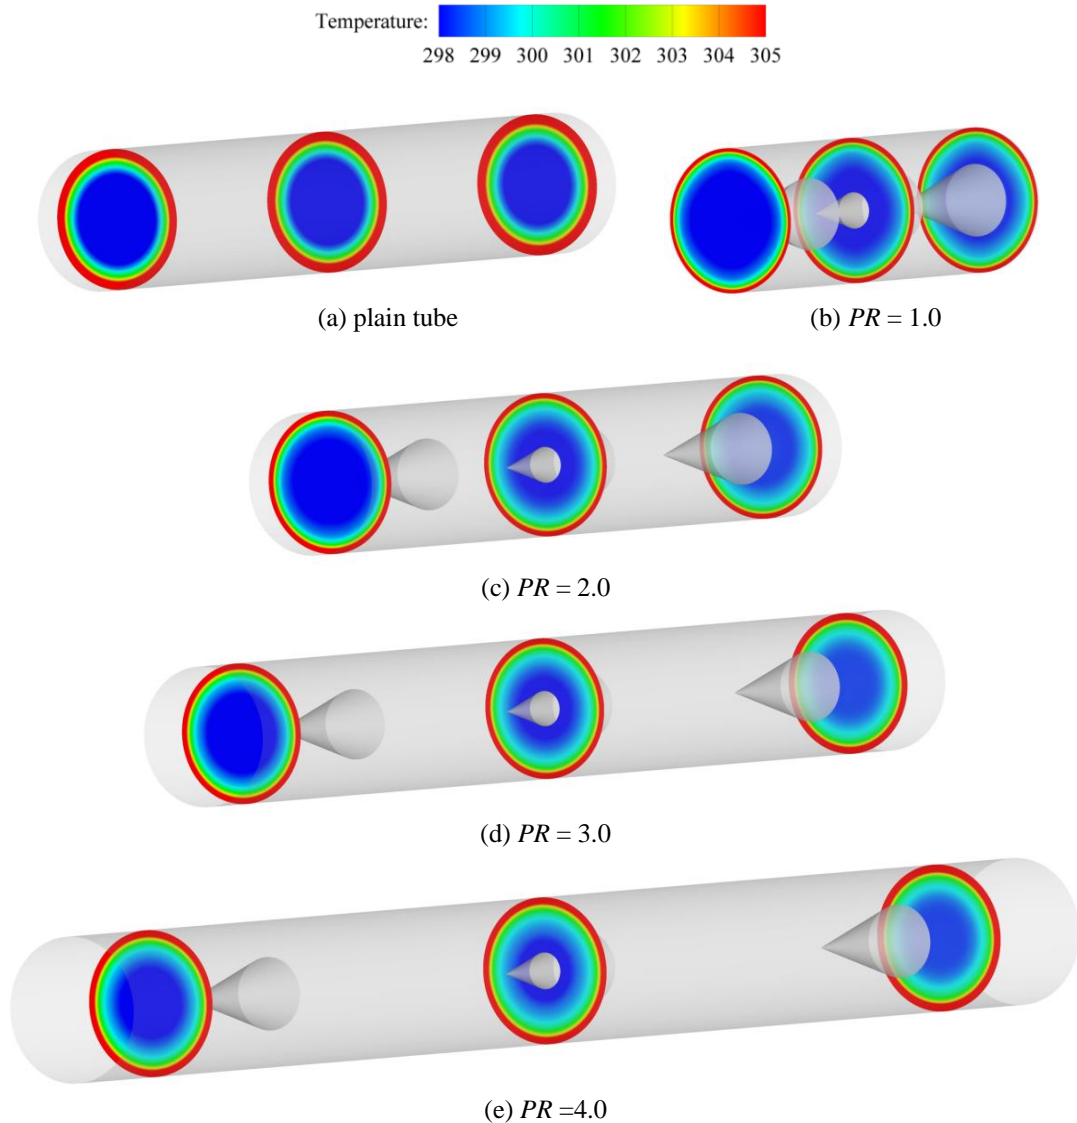 Temperature:
298 299 300 301 302 303 304 305
(a) plain tube
(b) PR = 1.0
(c) PR = 2.0
(d) PR = 3.0
(e) PR =4.0